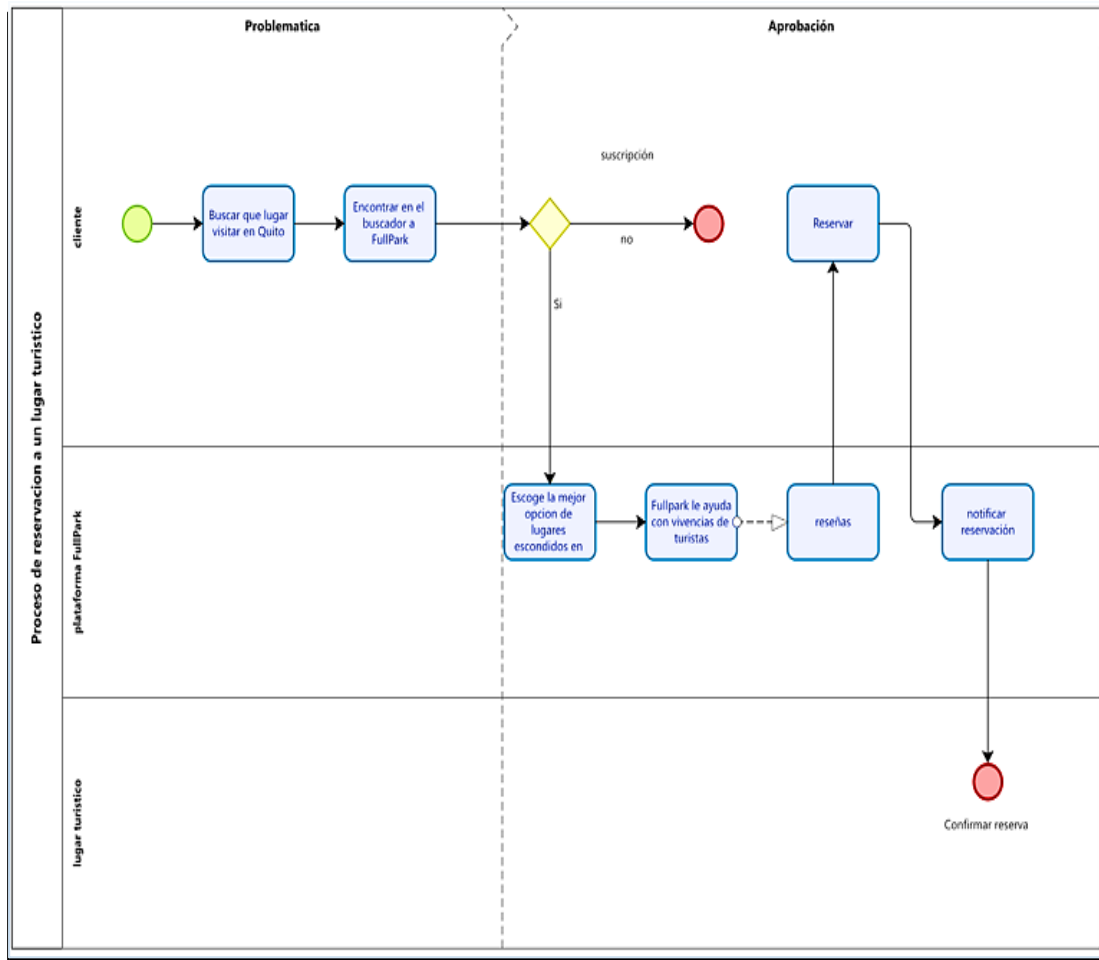 Problematica
Aprobación
Proceso de reservacion a un lugar turistico
cliente
Buscar que lugar
visitar en Quito
Encontrar en el
buscador a
FullPark
suscripción
no
Si
Reservar
plataforma FullPark
Escoge la mejor
opcion de
lugares
escondidos en
Fullpark le ayuda
con vivencias de
turistas
reseñas
notificar
reservación
lugar turistico
Confirmar reserva